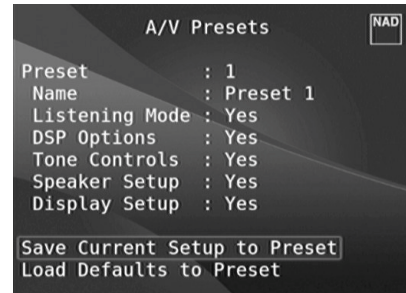 A/V Presets
NAD
Preset : 1
Name : Preset 1
Listening Mode : Yes
DSP Options : Yes
Tone Controls : Yes
Speaker Setup : Yes
Display Setup : Yes
Save Current Setup to Preset
Load Defaults to Preset